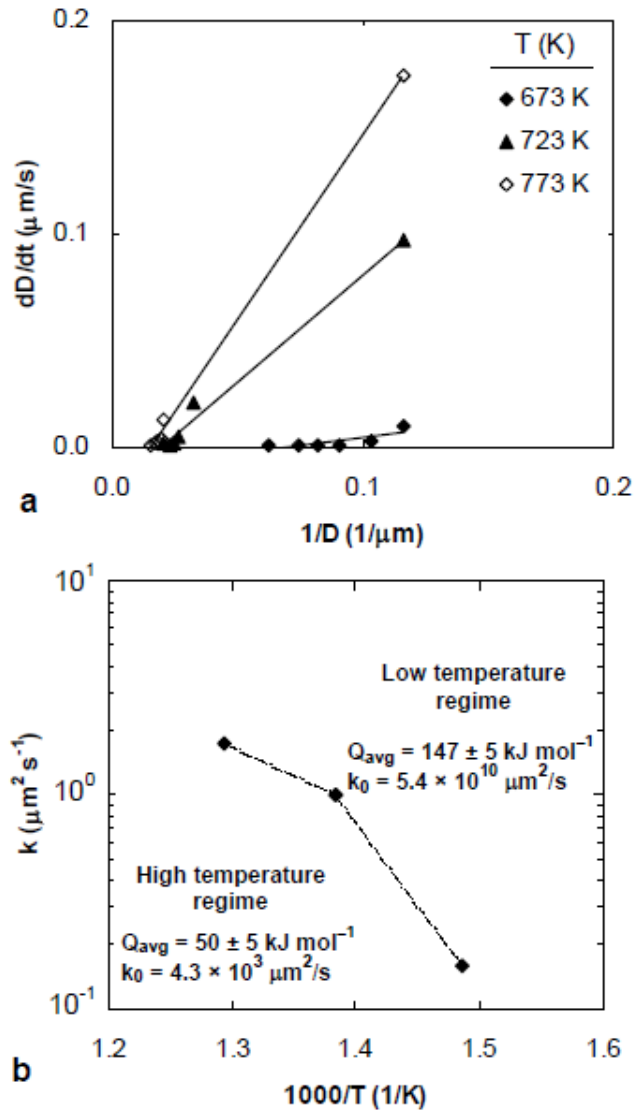 0.2
T (K)
673 K
723 K
773 K
dD/dt (μm/s)
0.1
0.0
0.0
0.1
0.2
a
1/D (1/μm)
10¹
Low temperature
regime
Q_avg = 147 ± 5 kJ mol⁻¹
k₀ = 5.4 × 10¹⁰ μm²/s
k (μm² s⁻¹)
10⁰
High temperature
regime
Q_avg = 50 ± 5 kJ mol⁻¹
k₀ = 4.3 × 10³ μm²/s
10⁻¹
1.2
1.3
1.4
1.5
1.6
b
1000/T (1/K)